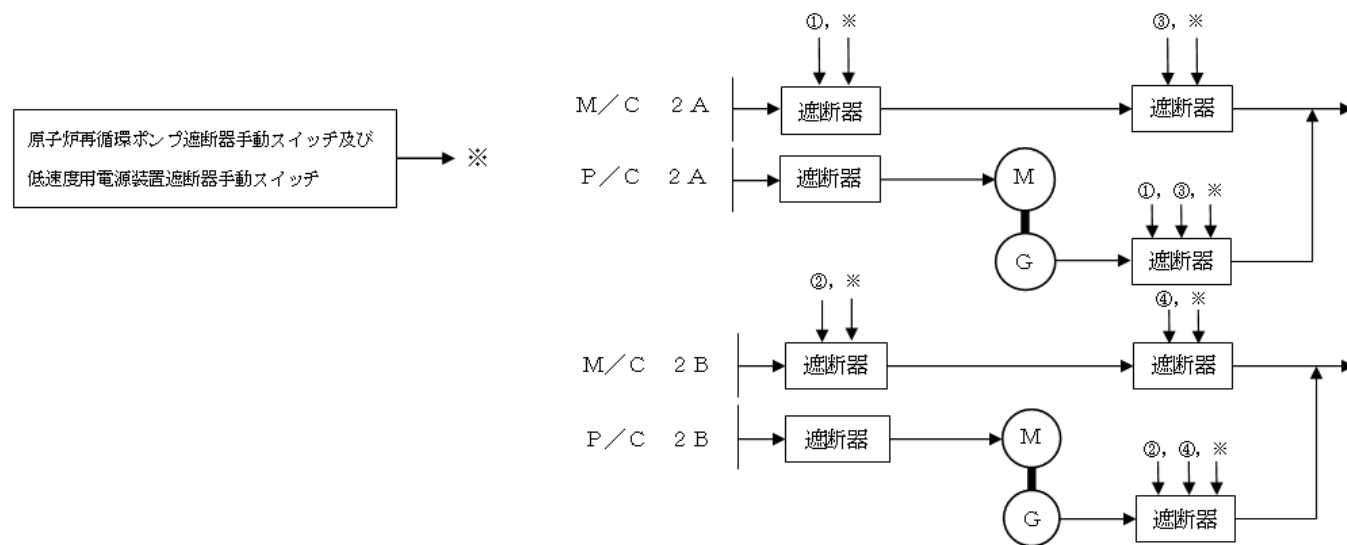 原子炉再循環ポンプ遮断器手動スイッチ及び
低速度用電源装置遮断器手動スイッチ
※
①, ※
③, ※
M／C 2A
遮断器
遮断器
P／C 2A
遮断器
M
①, ③, ※
G
遮断器
②, ※
④, ※
M／C 2B
遮断器
遮断器
P／C 2B
遮断器
M
②, ④, ※
G
遮断器